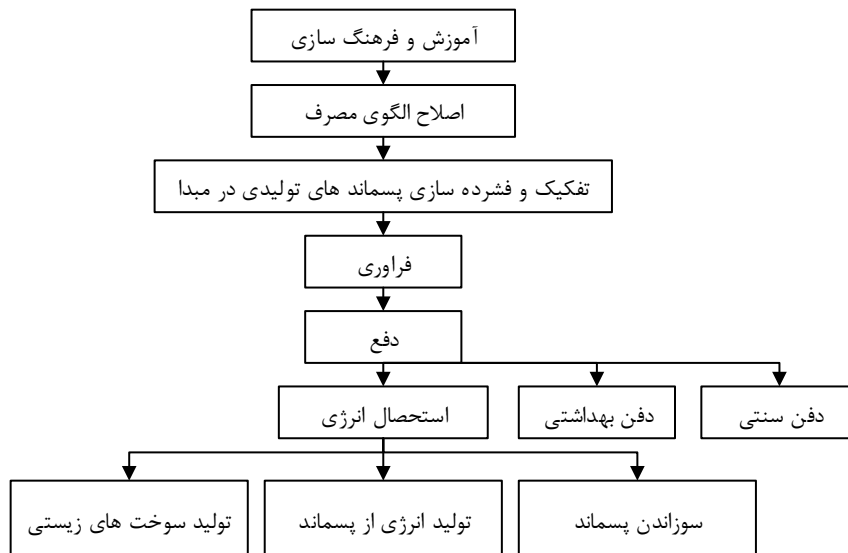 آموزش و فرهنگ سازی
اصلاح الگوی مصرف
تفکیک و فشرده سازی پسماند های تولیدی در مبدا
فراوری
دفع
دفن سنتی
دفن بهداشتی
استحصال انرژی
سوزاندن پسماند
تولید انرژی از پسماند
تولید سوخت های زیستی